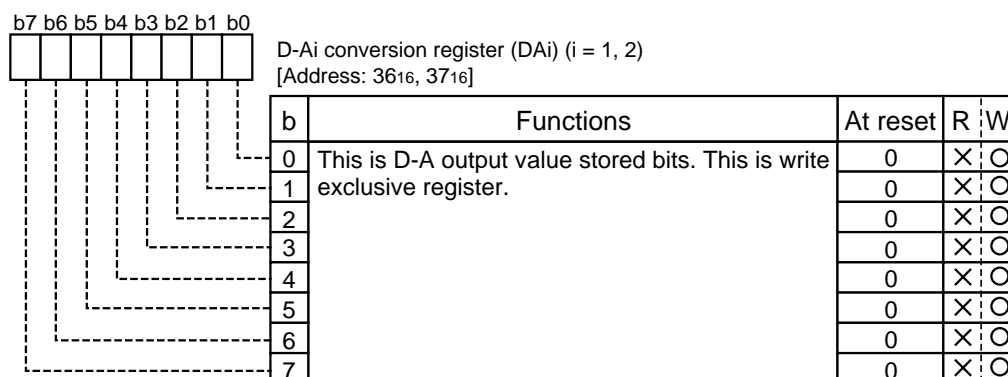 b7 b6 b5 b4 b3 b2 b1 b0
D-Ai conversion register (DAi) (i = 1, 2)
[Address: 3616, 3716]
b Functions At reset R W
0 This is D-A output value stored bits. This is write 0 × O
1 exclusive register. 0 × O
2 0 × O
3 0 × O
4 0 × O
5 0 × O
6 0 × O
7 0 × O